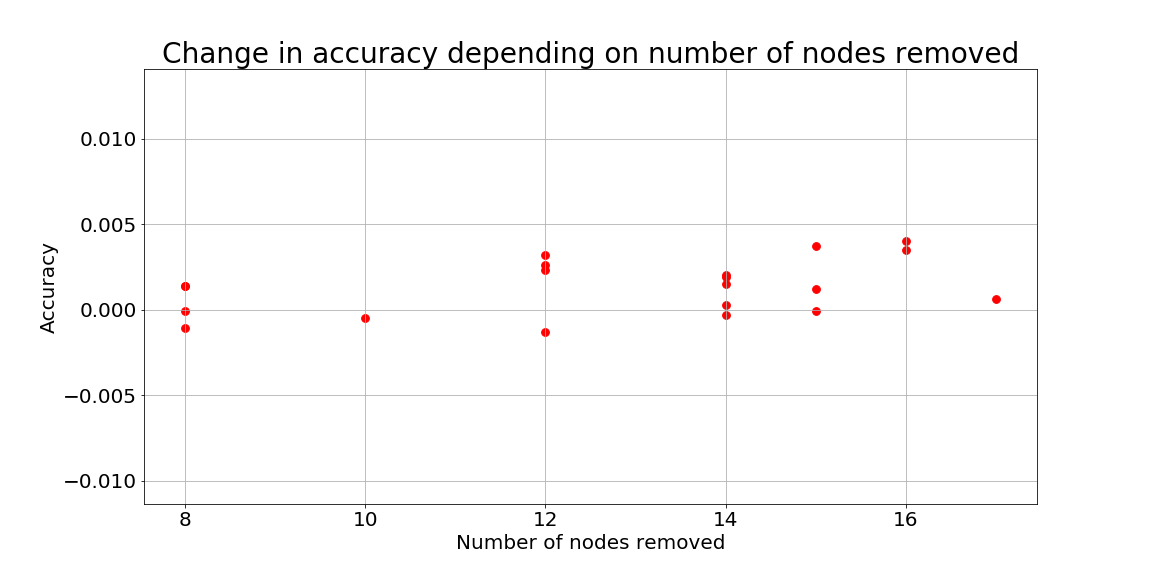 Change in accuracy depending on number of nodes removed
0.010
0.005
0.000
−0.005
−0.010
Accuracy
8 10 12 14 16
Number of nodes removed